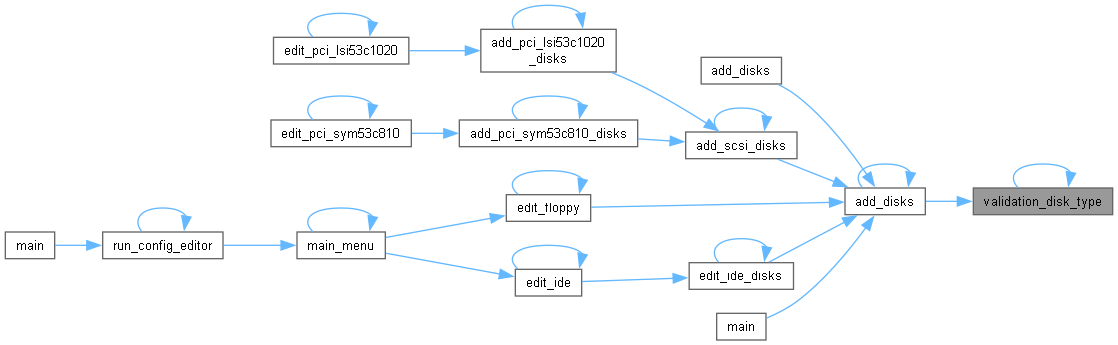 edit_pci_lsi53c1020
add_pci_lsi53c1020
_disks
add_disks
edit_pci_sym53c810
add_pci_sym53c810_disks
add_scsi_disks
edit_floppy
add_disks
validation_disk_type
main
run_config_editor
main_menu
edit_ide
edit_ide_disks
main